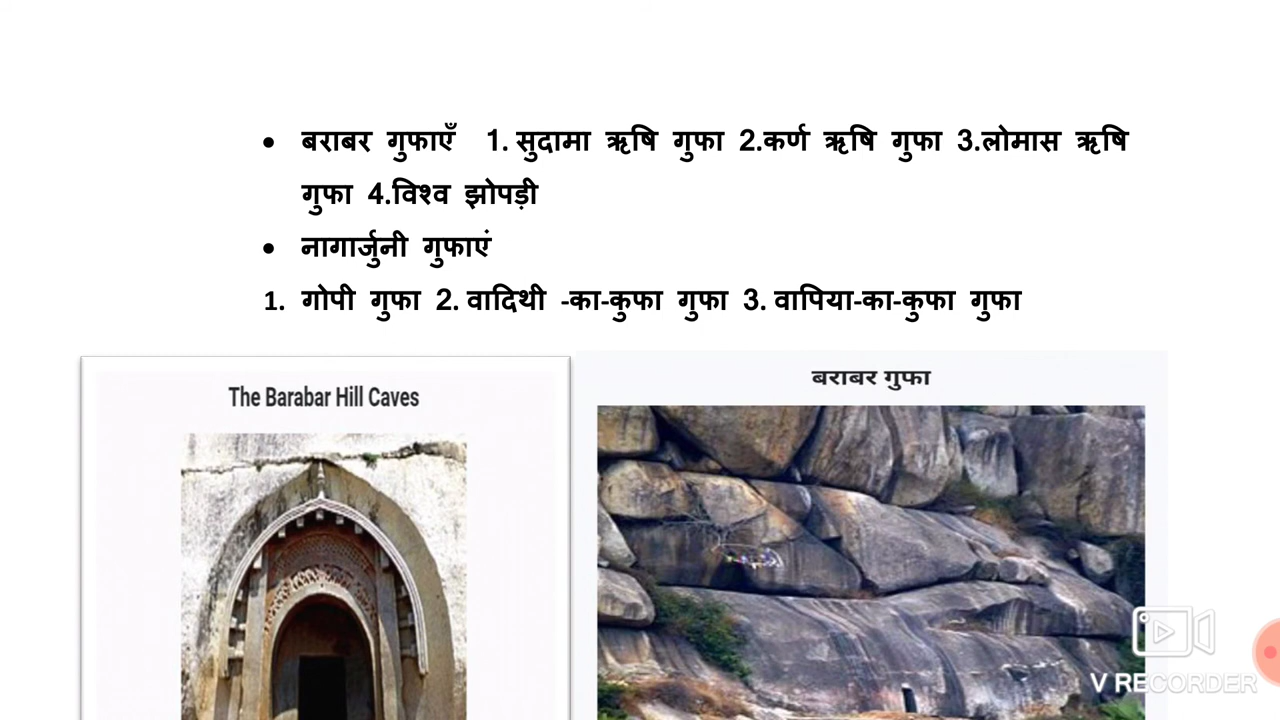 • बराबर गुफाएँ 1. सुदामा ऋषि गुफा 2.कर्ण ऋषि गुफा 3.लोमास ऋषि
गुफा 4.विश्व झोपड़ी
• नागार्जुनी गुफाएं
1. गोपी गुफा 2. वादिथी -का-कुफा गुफा 3. वापिया-का-कुफा गुफा
The Barabar Hill Caves
बराबर गुफा
V RECORDER